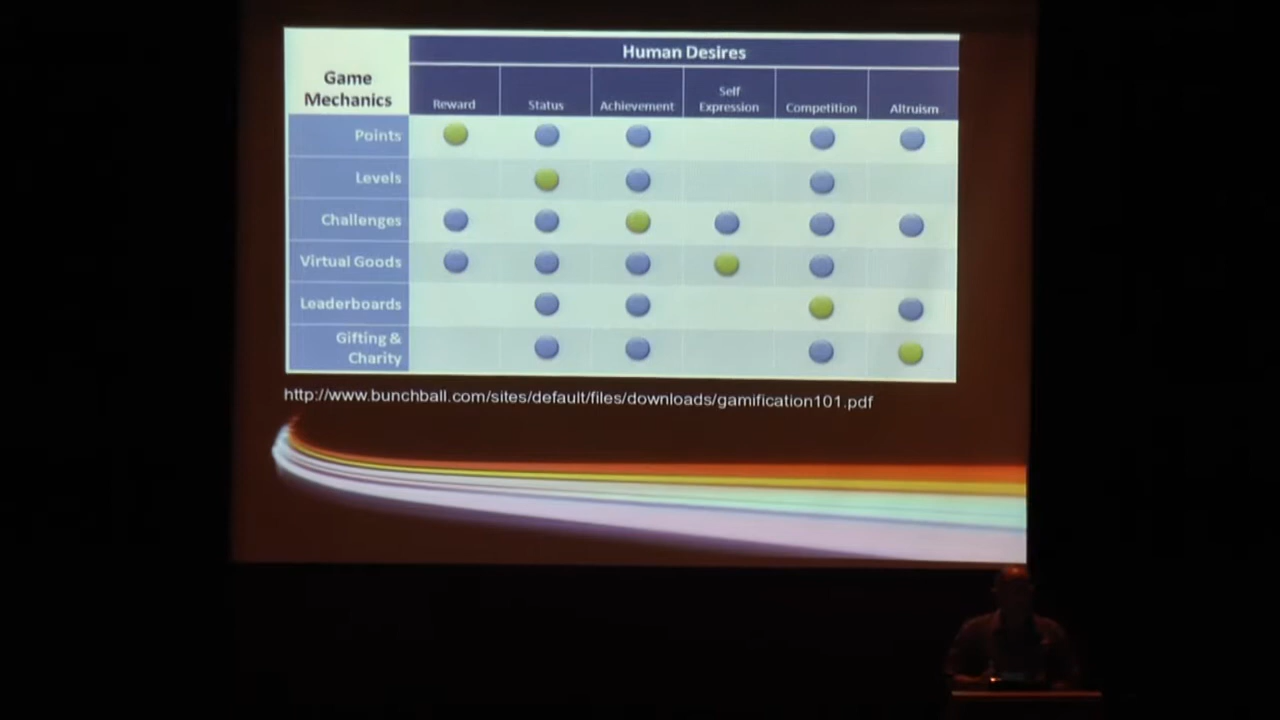 Human Desires
Game
Mechanics
Reward Status Achievement Self Expression Competition Altruism
Points
Levels
Challenges
Virtual Goods
Leaderboards
Gifting &
Charity
http://www.bunchball.com/sites/default/files/downloads/gamification101.pdf